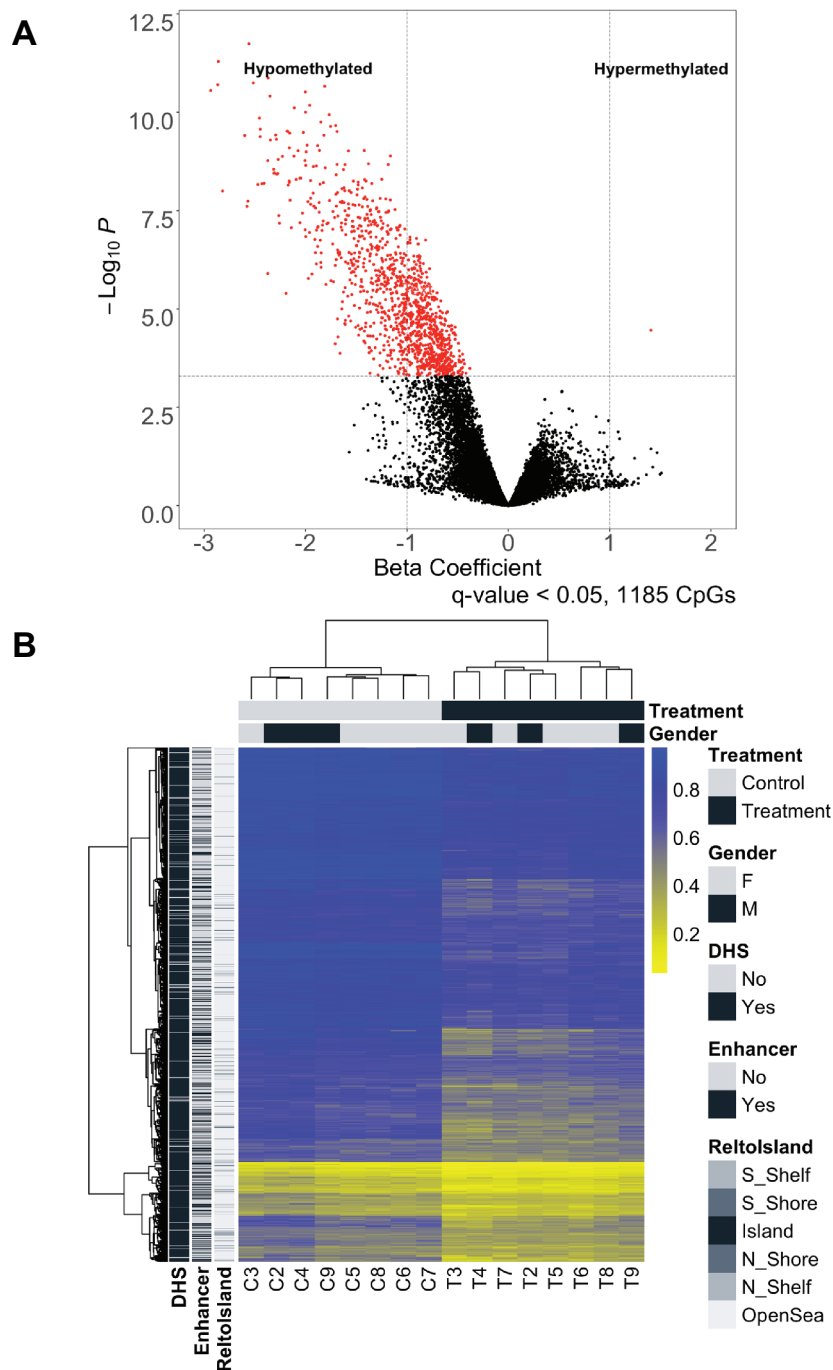 A
12.5
Hypomethylated
Hypermethylated
10.0
7.5
5.0
2.5
0.0
−Log10 P
-3
-2
-1
0
1
2
Beta Coefficient
q-value < 0.05, 1185 CpGs
B
Treatment
Gender
0.8
0.6
0.4
0.2
Treatment
Control
Treatment
Gender
F
M
DHS
No
Yes
Enhancer
No
Yes
ReltoIsland
S_Shelf
S_Shore
Island
N_Shore
N_Shelf
OpenSea
DHS
Enhancer
ReltoIsland
C3
C2
C4
C9
C5
C8
C6
C7
T3
T4
T7
T2
T5
T6
T8
T9